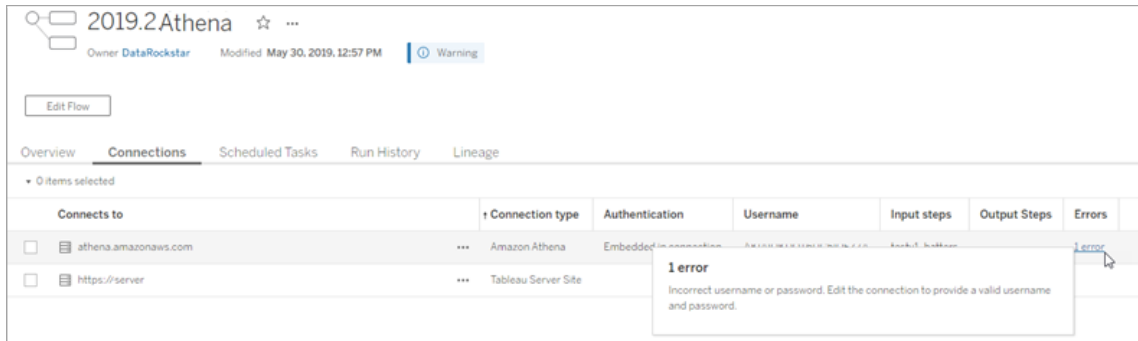 2019.2Athena
Owner DataRockstar Modified May 30, 2019, 12:57 PM Warning
Edit Flow
Overview Connections Scheduled Tasks Run History Lineage
0 items selected
Connects to ↑ Connection type Authentication Username Input steps Output Steps Errors
athena.amazonaws.com ... Amazon Athena Embedded in connection 1 error
https://server ... Tableau Server Site
1 error
Incorrect username or password. Edit the connection to provide a valid username
and password.